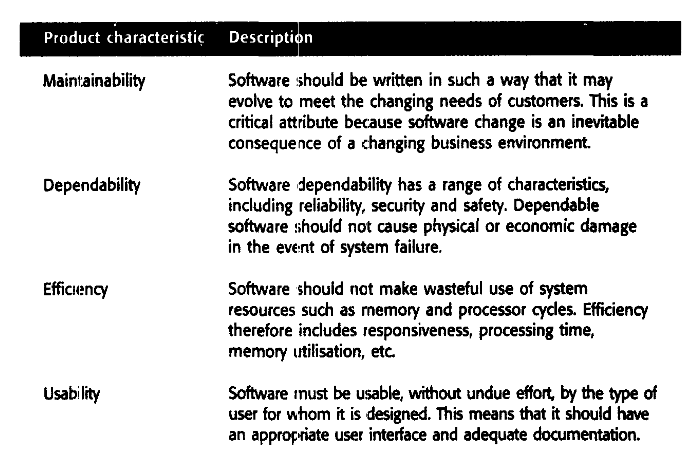 Product characteristic Description
Maintainability Software should be written in such a way that it may
evolve to meet the changing needs of customers. This is a
critical attribute because software change is an inevitable
consequence of a changing business environment.
Dependability Software dependability has a range of characteristics,
including reliability, security and safety. Dependable
software should not cause physical or economic damage
in the event of system failure.
Efficiency Software should not make wasteful use of system
resources such as memory and processor cycles. Efficiency
therefore includes responsiveness, processing time,
memory utilisation, etc.
Usability Software must be usable, without undue effort, by the type of
user for whom it is designed. This means that it should have
an appropriate user interface and adequate documentation.